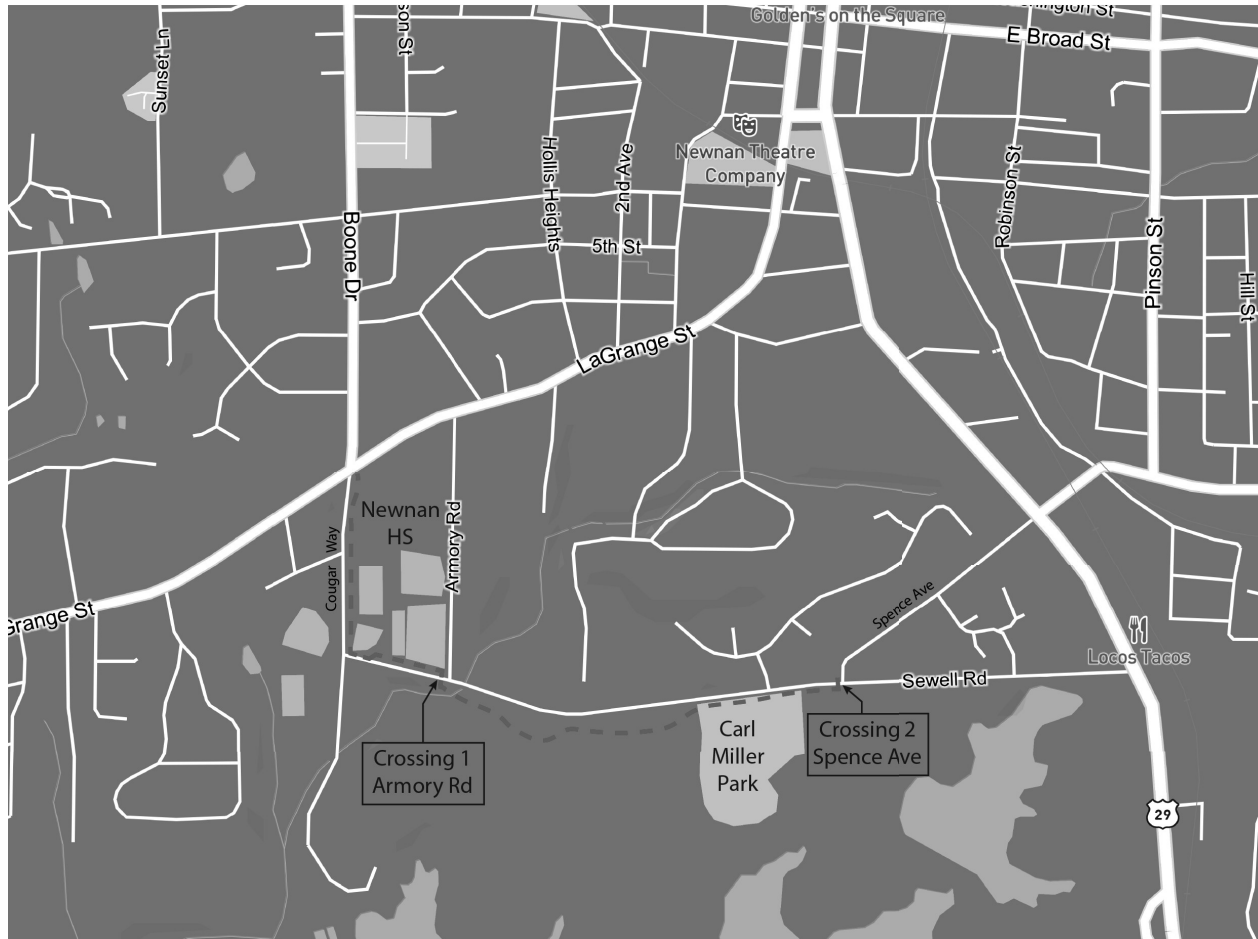 Golden's on the Square
E Broad St
Sunset Ln
son St
Newnan Theatre
Company
Hollis Heights
2nd Ave
Robinson St
Boone Dr
5th St
Pinson St
Hill St
LaGrange St
Newnan
HS
Armory Rd
Cougar Way
Grange St
Spence Ave
Locos Tacos
Sewell Rd
Carl
Miller
Park
Crossing 1
Armory Rd
Crossing 2
Spence Ave
29